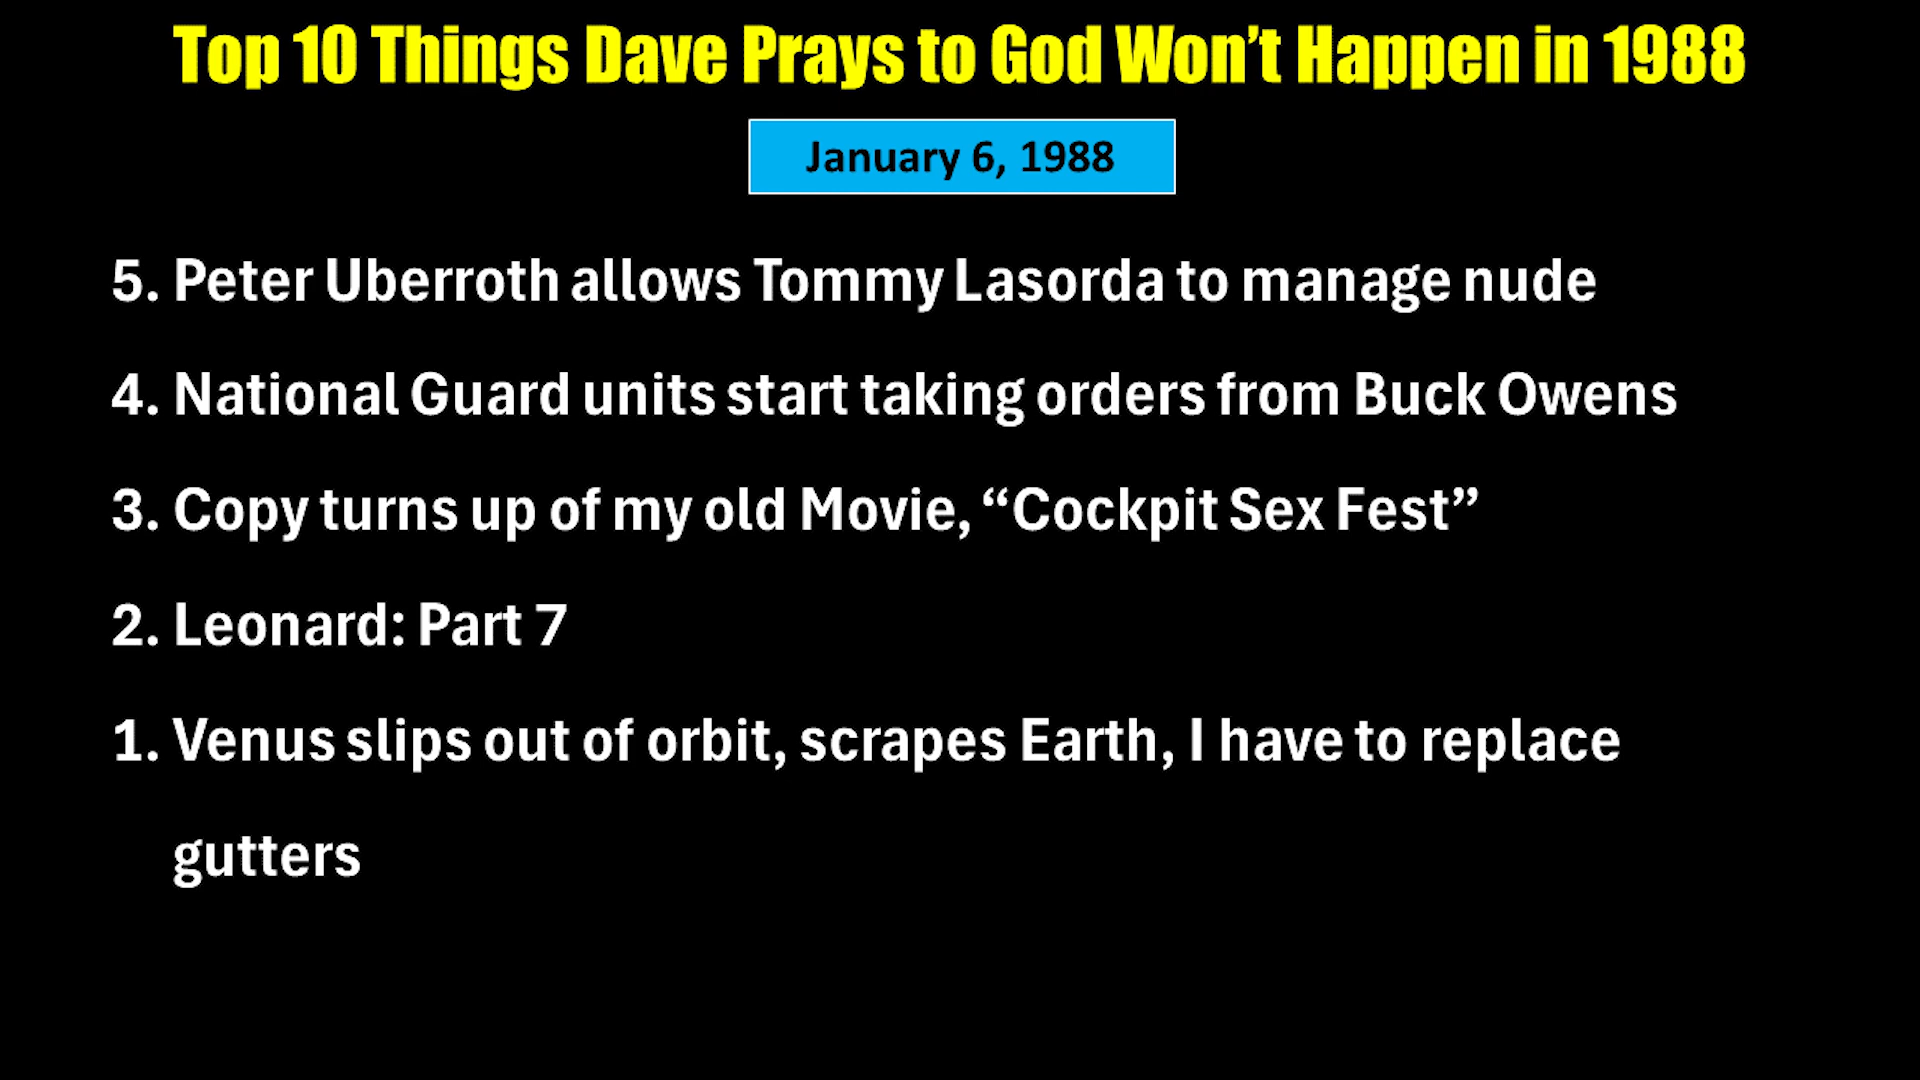 Top 10 Things Dave Prays to God Won’t Happen in 1988
January 6, 1988
5. Peter Uberroth allows Tommy Lasorda to manage nude
4. National Guard units start taking orders from Buck Owens
3. Copy turns up of my old Movie, “Cockpit Sex Fest”
2. Leonard: Part 7
1. Venus slips out of orbit, scrapes Earth, I have to replace
gutters